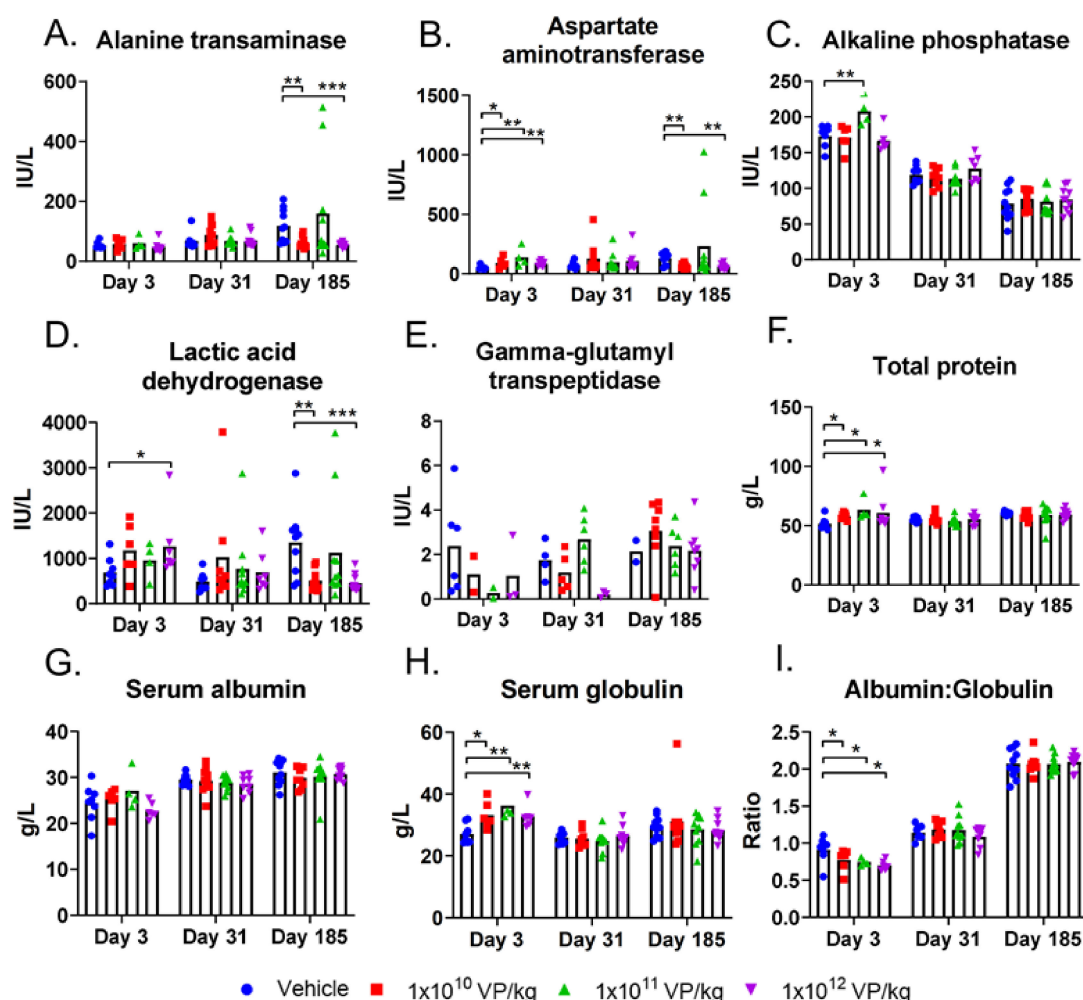 A.
Alanine transaminase
600
400
200
0
IU/L
** ***
Day 3 Day 31 Day 185
B.
Aspartate
aminotransferase
1500
1000
500
0
IU/L
*
**
**
** **
Day 3 Day 31 Day 185
C.
Alkaline phosphatase
250
200
150
100
50
0
IU/L
**
Day 3 Day 31 Day 185
D.
Lactic acid
dehydrogenase
4000
3000
2000
1000
0
IU/L
*
** ***
Day 3 Day 31 Day 185
E.
Gamma-glutamyl
transpeptidase
8
6
4
2
0
IU/L
Day 3 Day 31 Day 185
F.
Total protein
150
100
50
0
g/L
*
*
*
Day 3 Day 31 Day 185
G.
Serum albumin
40
30
20
10
0
g/L
Day 3 Day 31 Day 185
H.
Serum globulin
60
40
20
0
g/L
*
**
**
Day 3 Day 31 Day 185
I.
Albumin:Globulin
2.5
2.0
1.5
1.0
0.5
0.0
Ratio
*
*
*
Day 3 Day 31 Day 185
Vehicle 1x10¹⁰ VP/kg 1x10¹¹ VP/kg 1x10¹² VP/kg